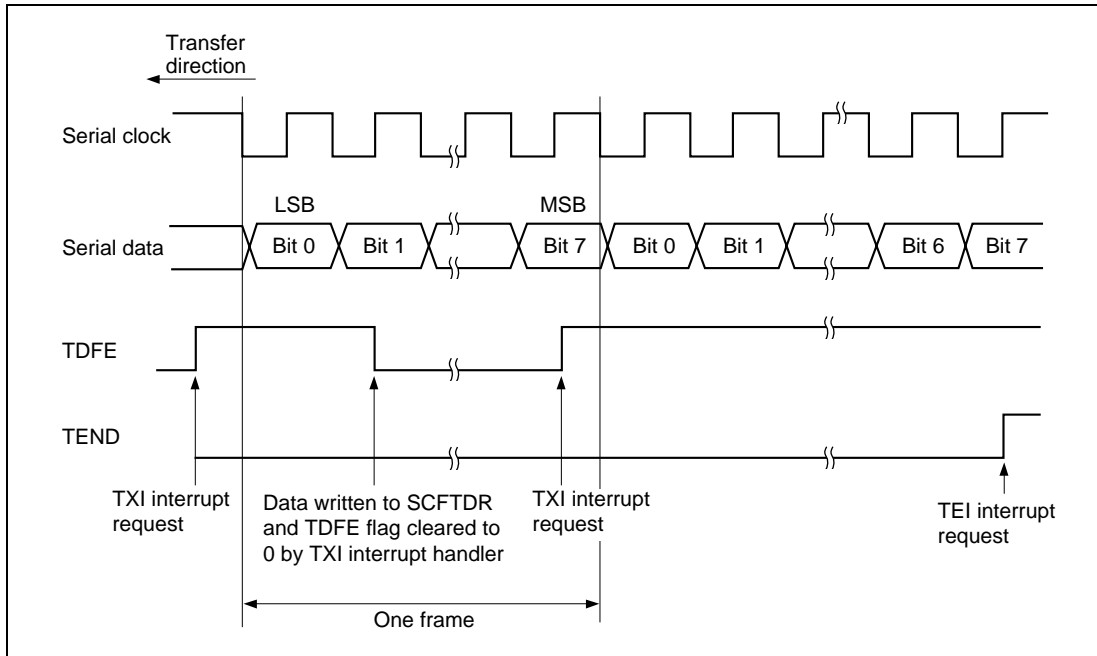 Transfer
direction
Serial clock
LSB
MSB
Serial data
Bit 0
Bit 1
Bit 7
Bit 0
Bit 1
Bit 6
Bit 7
TDFE
TEND
TXI interrupt
request
Data written to SCFTDR
and TDFE flag cleared to
0 by TXI interrupt handler
TXI interrupt
request
TEI interrupt
request
One frame